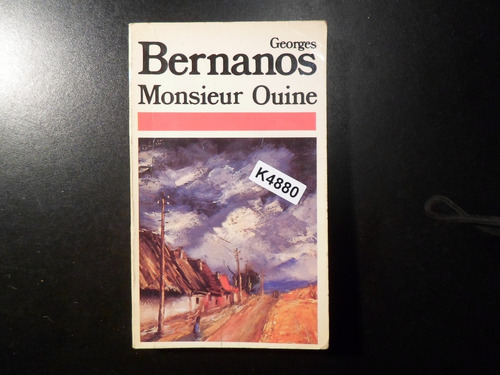 Georges
Bernanos
Monsieur Ouine
K4880